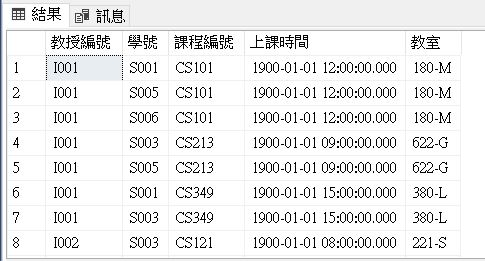 結果 訊息
教授編號 學號 課程編號 上課時間 教室
1 I001 S001 CS101 1900-01-01 12:00:00.000 180-M
2 I001 S005 CS101 1900-01-01 12:00:00.000 180-M
3 I001 S006 CS101 1900-01-01 12:00:00.000 180-M
4 I001 S003 CS213 1900-01-01 09:00:00.000 622-G
5 I001 S005 CS213 1900-01-01 09:00:00.000 622-G
6 I001 S001 CS349 1900-01-01 15:00:00.000 380-L
7 I001 S003 CS349 1900-01-01 15:00:00.000 380-L
8 I002 S003 CS121 1900-01-01 08:00:00.000 221-S